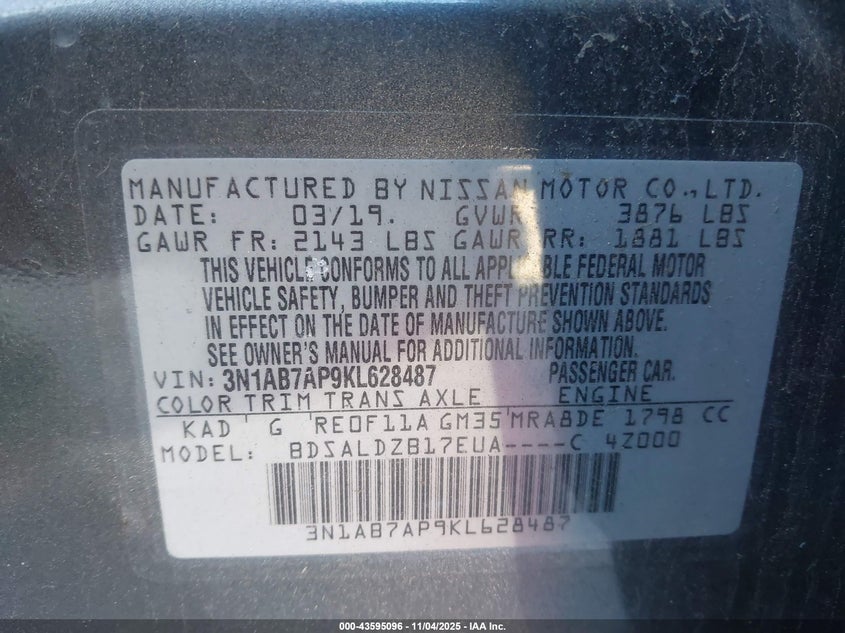 MANUFACTURED BY NISSAN MOTOR CO.,LTD.
DATE: 03/19. GVWR 3876 LBS
GAWR FR: 2143 LBS GAWR RR: 1881 LBS
THIS VEHICLE CONFORMS TO ALL APPLICABLE FEDERAL MOTOR
VEHICLE SAFETY, BUMPER AND THEFT PREVENTION STANDARDS
IN EFFECT ON THE DATE OF MANUFACTURE SHOWN ABOVE.
SEE OWNER'S MANUAL FOR ADDITIONAL INFORMATION.
VIN: 3N1AB7AP9KL628487 PASSENGER CAR.
COLOR TRIM TRANS AXLE ENGINE
KAD G RE0F11A GM35 MRA8DE 1798 CC
MODEL: BDSALDZB17EUA----C 4Z000
3N1AB7AP9KL628487
000-43595096 - 11/04/2025 - IAA Inc.